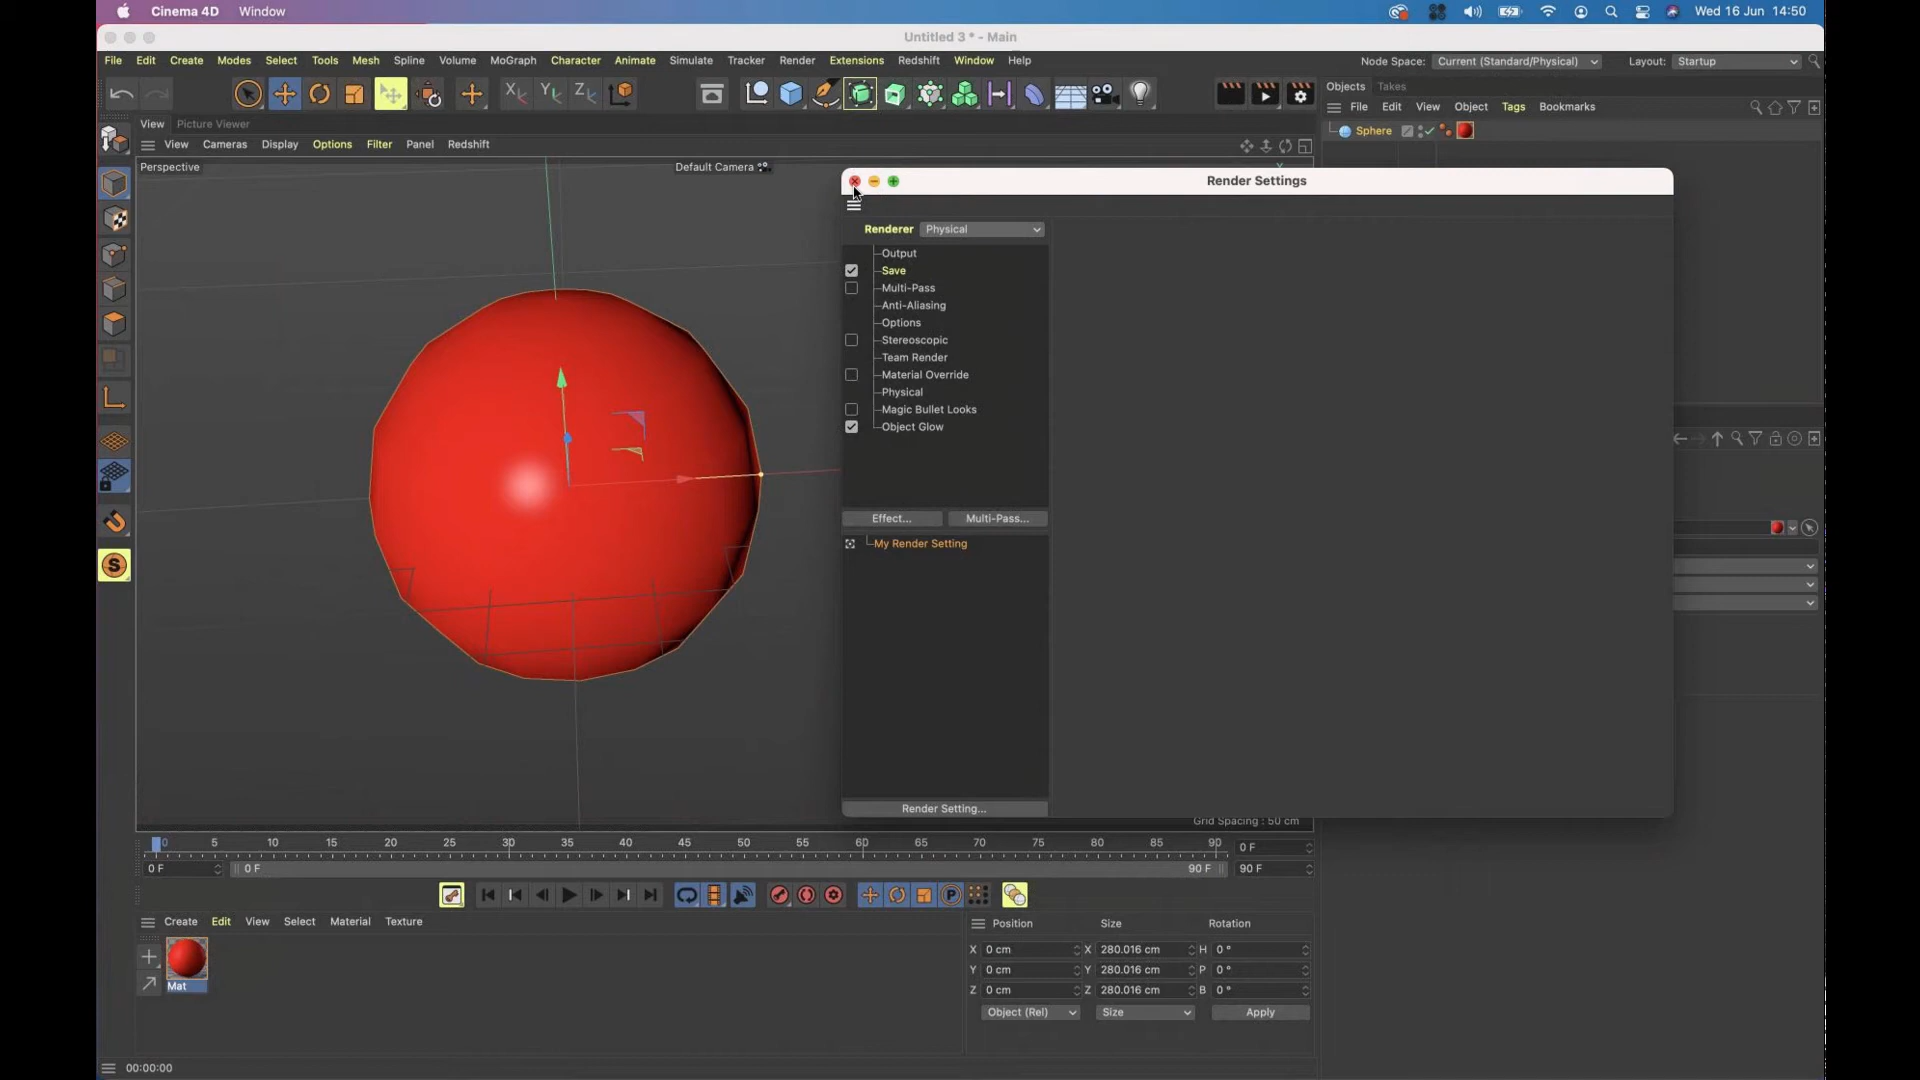 Cinema 4D Window Wed 16 Jun 14:50
Untitled 3 * - Main
File Edit Create Modes Select Tools Mesh Spline Volume MoGraph Character Animate Simulate Tracker Render Extensions Redshift Window Help Node Space: Current (Standard/Physical) Layout: Startup
X Y Z
Objects Takes
File Edit View Object Tags Bookmarks
Sphere
View Picture Viewer
View Cameras Display Options Filter Panel Redshift
Perspective Default Camera
Y
Render Settings
Renderer Physical
Output
Save
Multi-Pass
Anti-Aliasing
Options
Stereoscopic
Team Render
Material Override
Physical
Magic Bullet Looks
Object Glow
Effect... Multi-Pass...
My Render Setting
Render Setting...
Grid Spacing : 50 cm
0 5 10 15 20 25 30 35 40 45 50 55 60 65 70 75 80 85 90 0 F
0 F 0 F 90 F 90 F
P
S
Create Edit View Select Material Texture
Mat
Position Size Rotation
X 0 cm X 280.016 cm H 0 °
Y 0 cm Y 280.016 cm P 0 °
Z 0 cm Z 280.016 cm B 0 °
Object (Rel) Size Apply
00:00:00